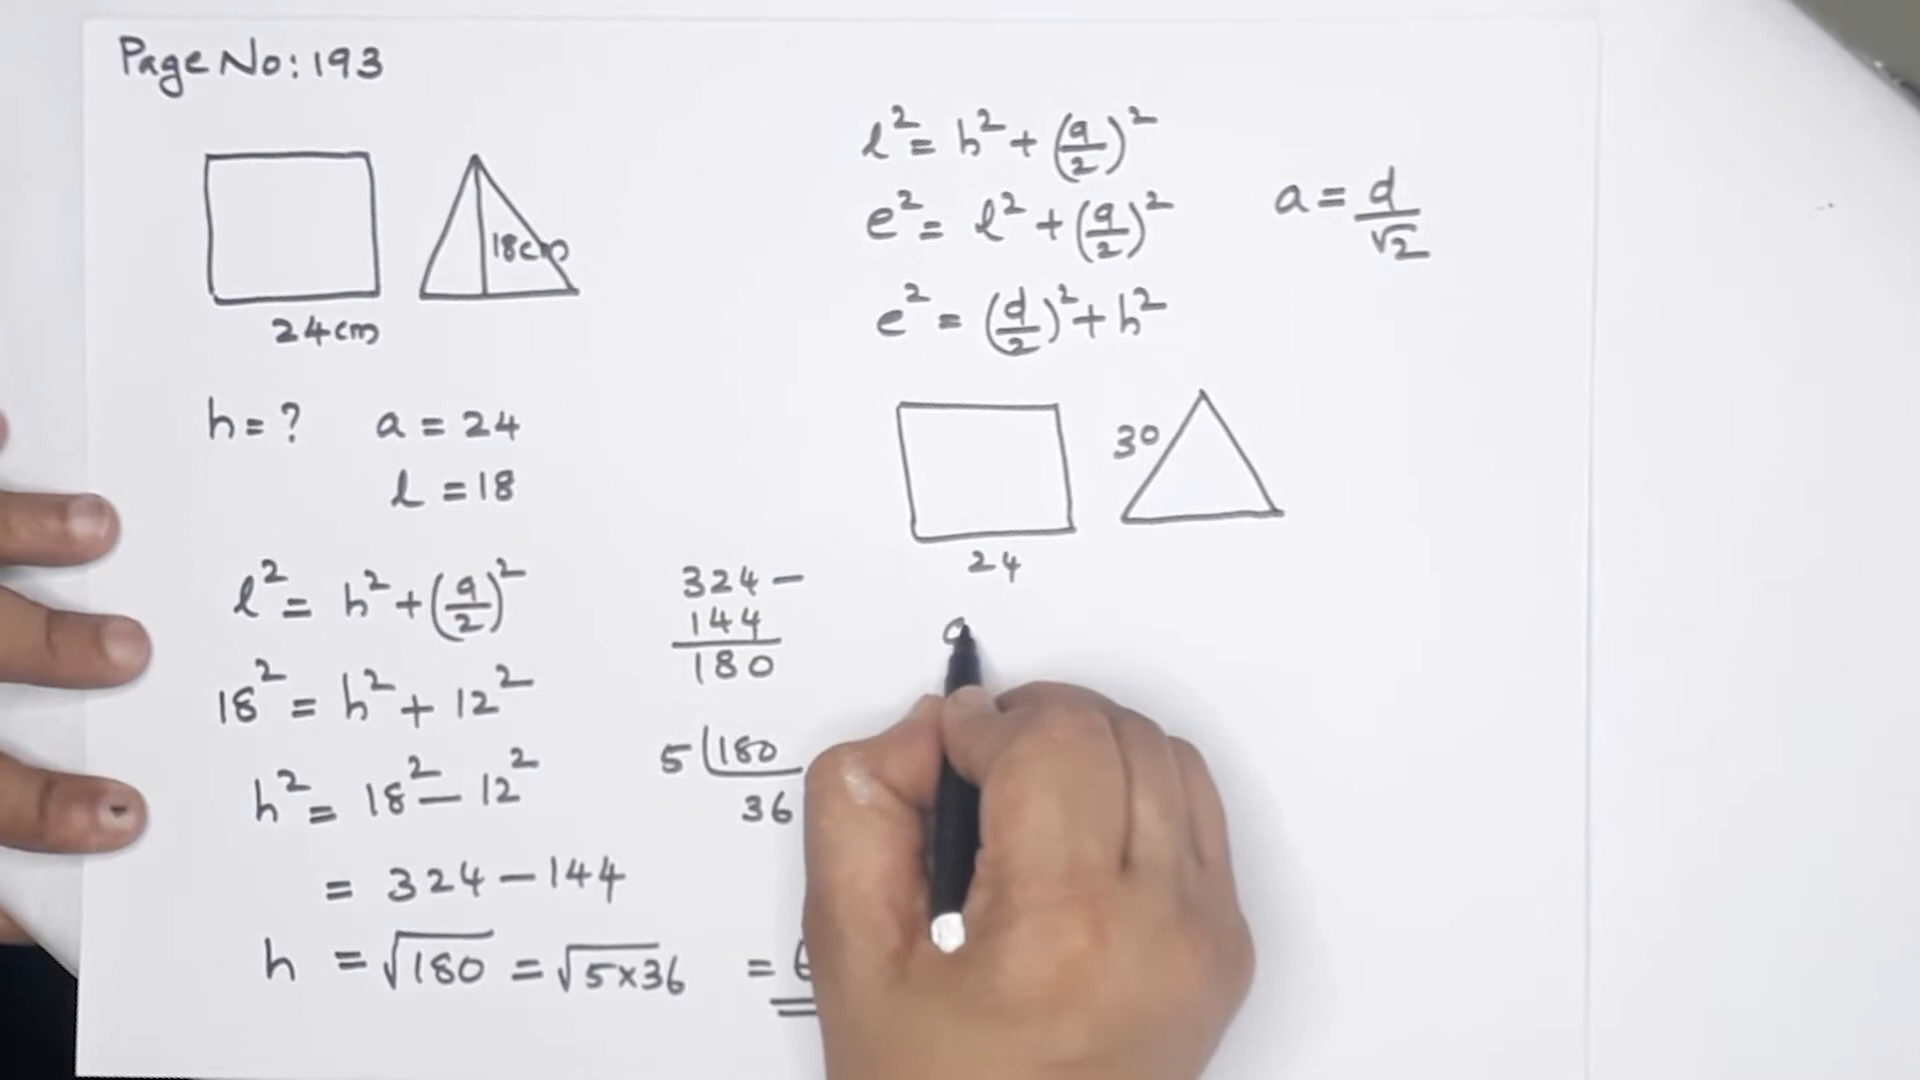 Page No: 193
18cm
24cm
h = ? a = 24
l = 18
l² = h² + (a/2)²
18² = h² + 12²
h² = 18² – 12²
= 324 – 144
h = √180 = √5×36 =
324 –
144
180
5 180
36
l² = h² + (a/2)²
e² = l² + (a/2)²
a = d/√2
e² = (d/2)² + h²
30
24